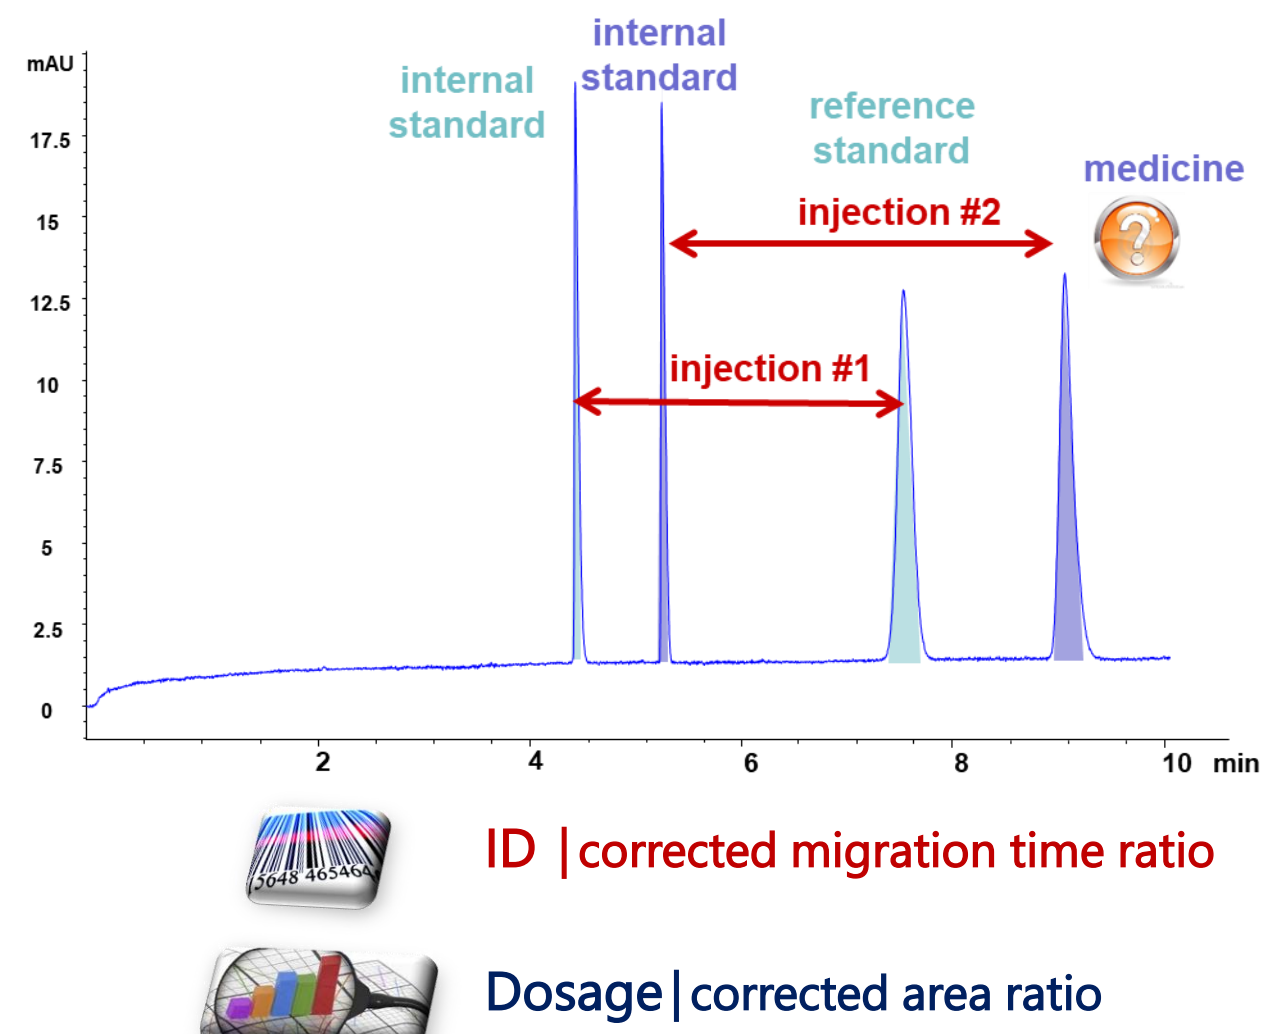 internal
standard
internal
standard
reference
standard
medicine
injection #2
injection #1
mAU
17.5
15
12.5
10
7.5
5
2.5
0
2
4
6
8
10
min
5648 465464
ID | corrected migration time ratio
Dosage | corrected area ratio